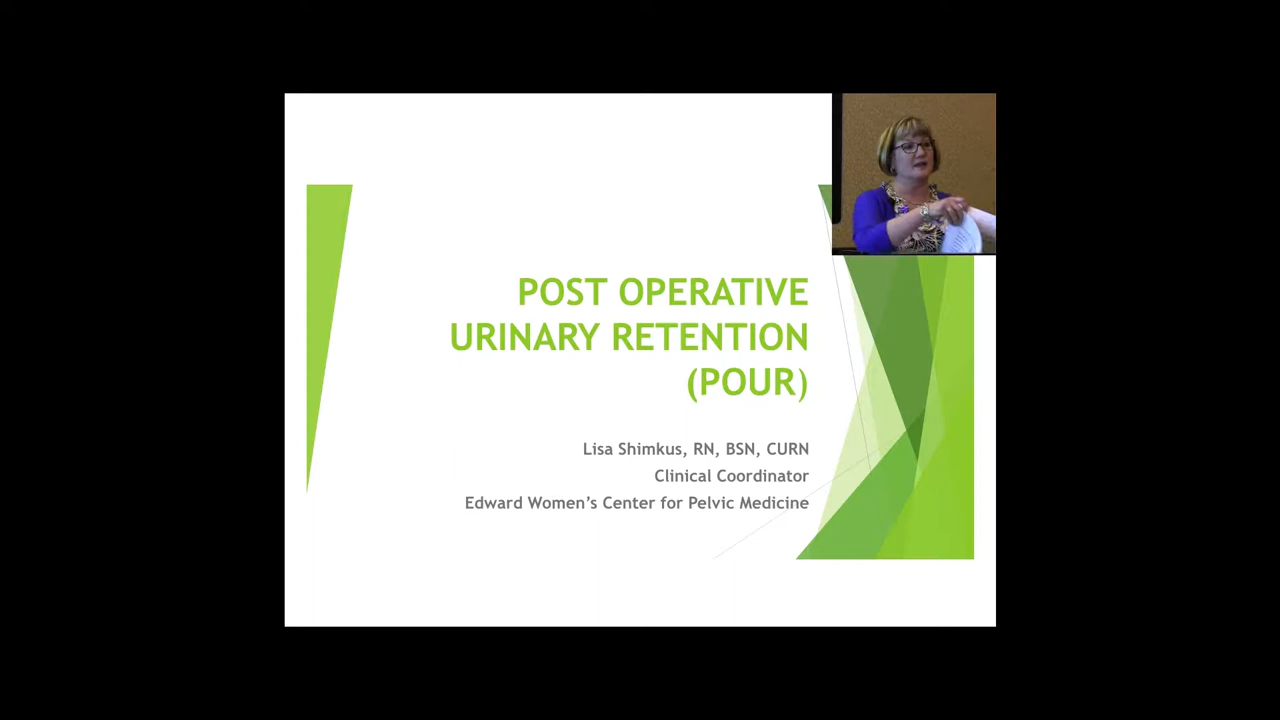 POST OPERATIVE
URINARY RETENTION
(POUR)
Lisa Shimkus, RN, BSN, CURN
Clinical Coordinator
Edward Women's Center for Pelvic Medicine